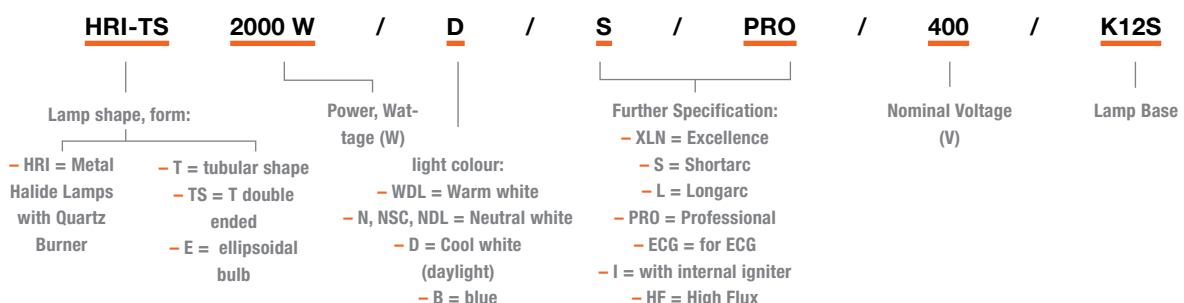 HRI-TS 2000 W / D / S / PRO / 400 / K12S
Lamp shape, form:
– HRI = Metal
Halide Lamps
with Quartz
Burner
– T = tubular shape
– TS = T double
ended
– E = ellipsoidal
bulb
Power, Wat-
tage (W)
light colour:
– WDL = Warm white
– N, NSC, NDL = Neutral white
– D = Cool white
(daylight)
– B = blue
Further Specification:
– XLN = Excellence
– S = Shortarc
– L = Longarc
– PRO = Professional
– ECG = for ECG
– I = with internal igniter
– HF = High Flux
Nominal Voltage
(V)
Lamp Base